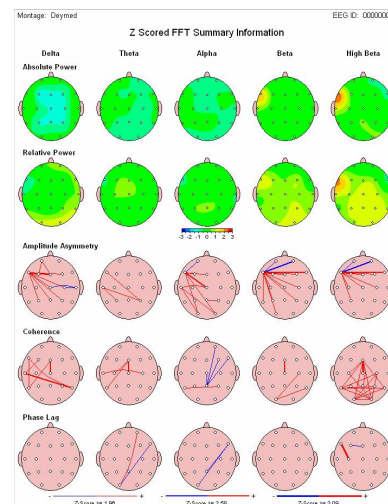 Montage: Deymed EEG ID: 0000000
Z Scored FFT Summary Information
Delta Theta Alpha Beta High Beta
Absolute Power
Relative Power
-3 -2 -1 0 1 2 3
Amplitude Asymmetry
Coherence
Phase Lag
- + - + - +
Z-Score >= 1.96 Z-Score >= 2.58 Z-Score >= 3.09